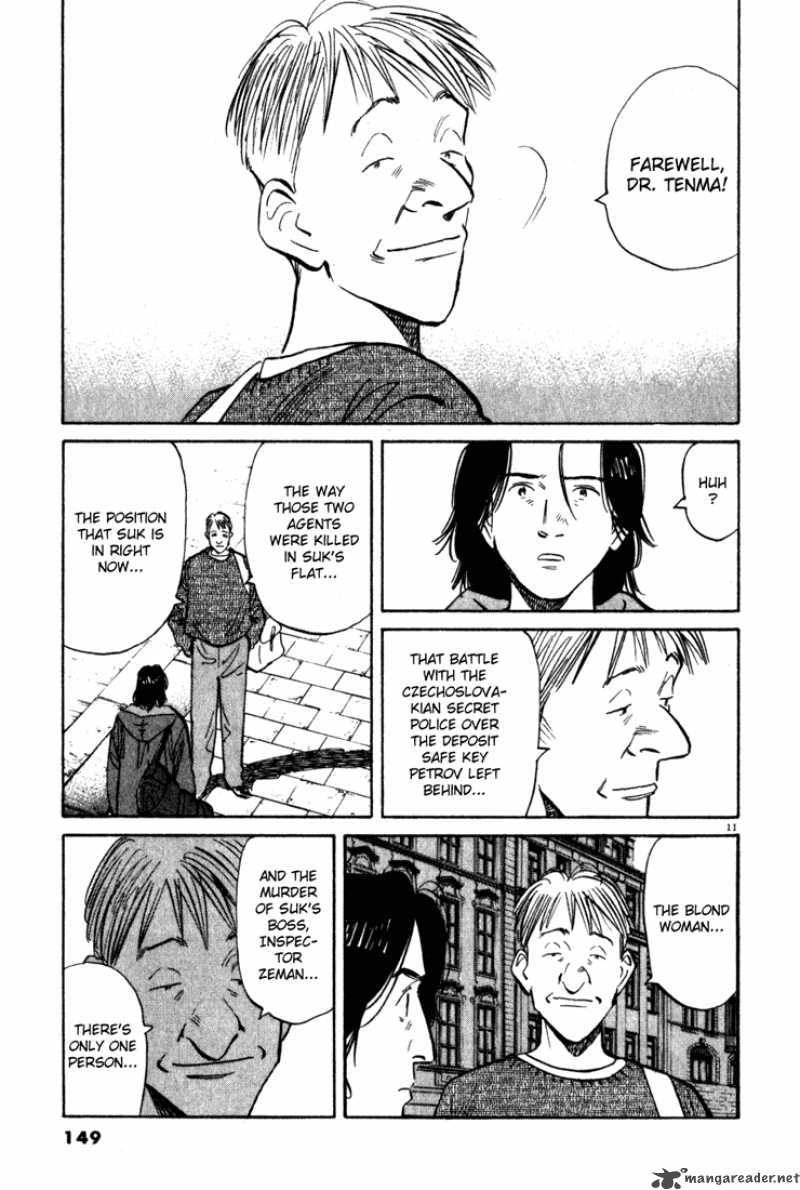 FAREWELL,
DR. TENMA!
HUH
?
THE WAY
THOSE TWO
AGENTS
WERE KILLED
IN SUK'S
FLAT...
THE POSITION
THAT SUK IS
IN RIGHT
NOW...
THAT BATTLE
WITH THE
CZECHOSLOVA-
KIAN SECRET
POLICE OVER
THE DEPOSIT
SAFE KEY
PETROV LEFT
BEHIND...
11
THE BLOND
WOMAN...
AND THE
MURDER
OF SUK'S
BOSS,
INSPEC-
TOR
ZEMAN...
THERE'S
ONLY ONE
PERSON...
149
mangareader.net